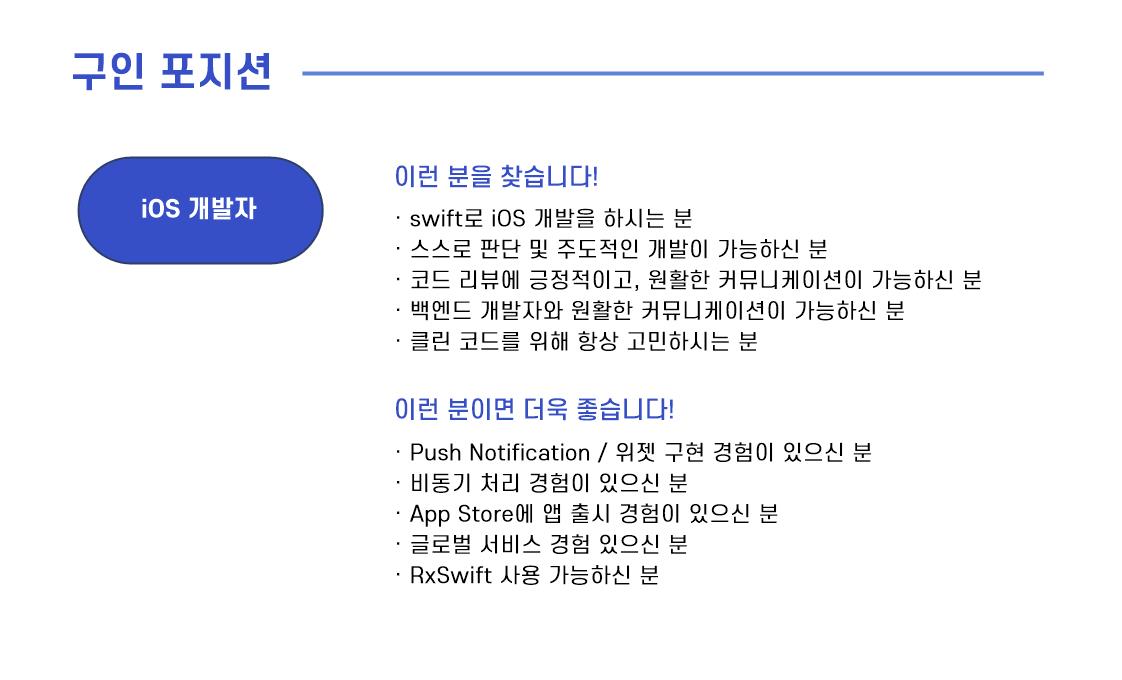 구인 포지션
iOS 개발자
이런 분을 찾습니다!
· swift로 iOS 개발을 하시는 분
· 스스로 판단 및 주도적인 개발이 가능하신 분
· 코드 리뷰에 긍정적이고, 원활한 커뮤니케이션이 가능하신 분
· 백엔드 개발자와 원활한 커뮤니케이션이 가능하신 분
· 클린 코드를 위해 항상 고민하시는 분
이런 분이면 더욱 좋습니다!
· Push Notification / 위젯 구현 경험이 있으신 분
· 비동기 처리 경험이 있으신 분
· App Store에 앱 출시 경험이 있으신 분
· 글로벌 서비스 경험 있으신 분
· RxSwift 사용 가능하신 분